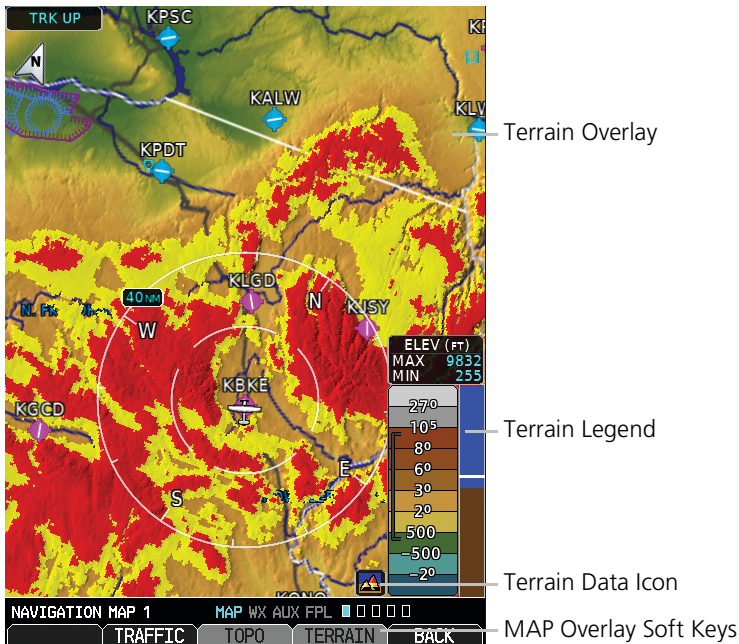 TRK UP
KPSC
N
KALW
KPDT
Terrain Overlay
KLGD
N
KJSY
40NM
N. FK
W
ELEV (FT)
MAX 9832
MIN 255
KBKE
KGCD
27⁰
10⁵
8⁰
6⁰
3⁰
2⁰
500
-500
-2⁰
Terrain Legend
E
S
Terrain Data Icon
NAVIGATION MAP 1 MAP WX AUX FPL
TRAFFIC TOPO TERRAIN BACK
MAP Overlay Soft Keys